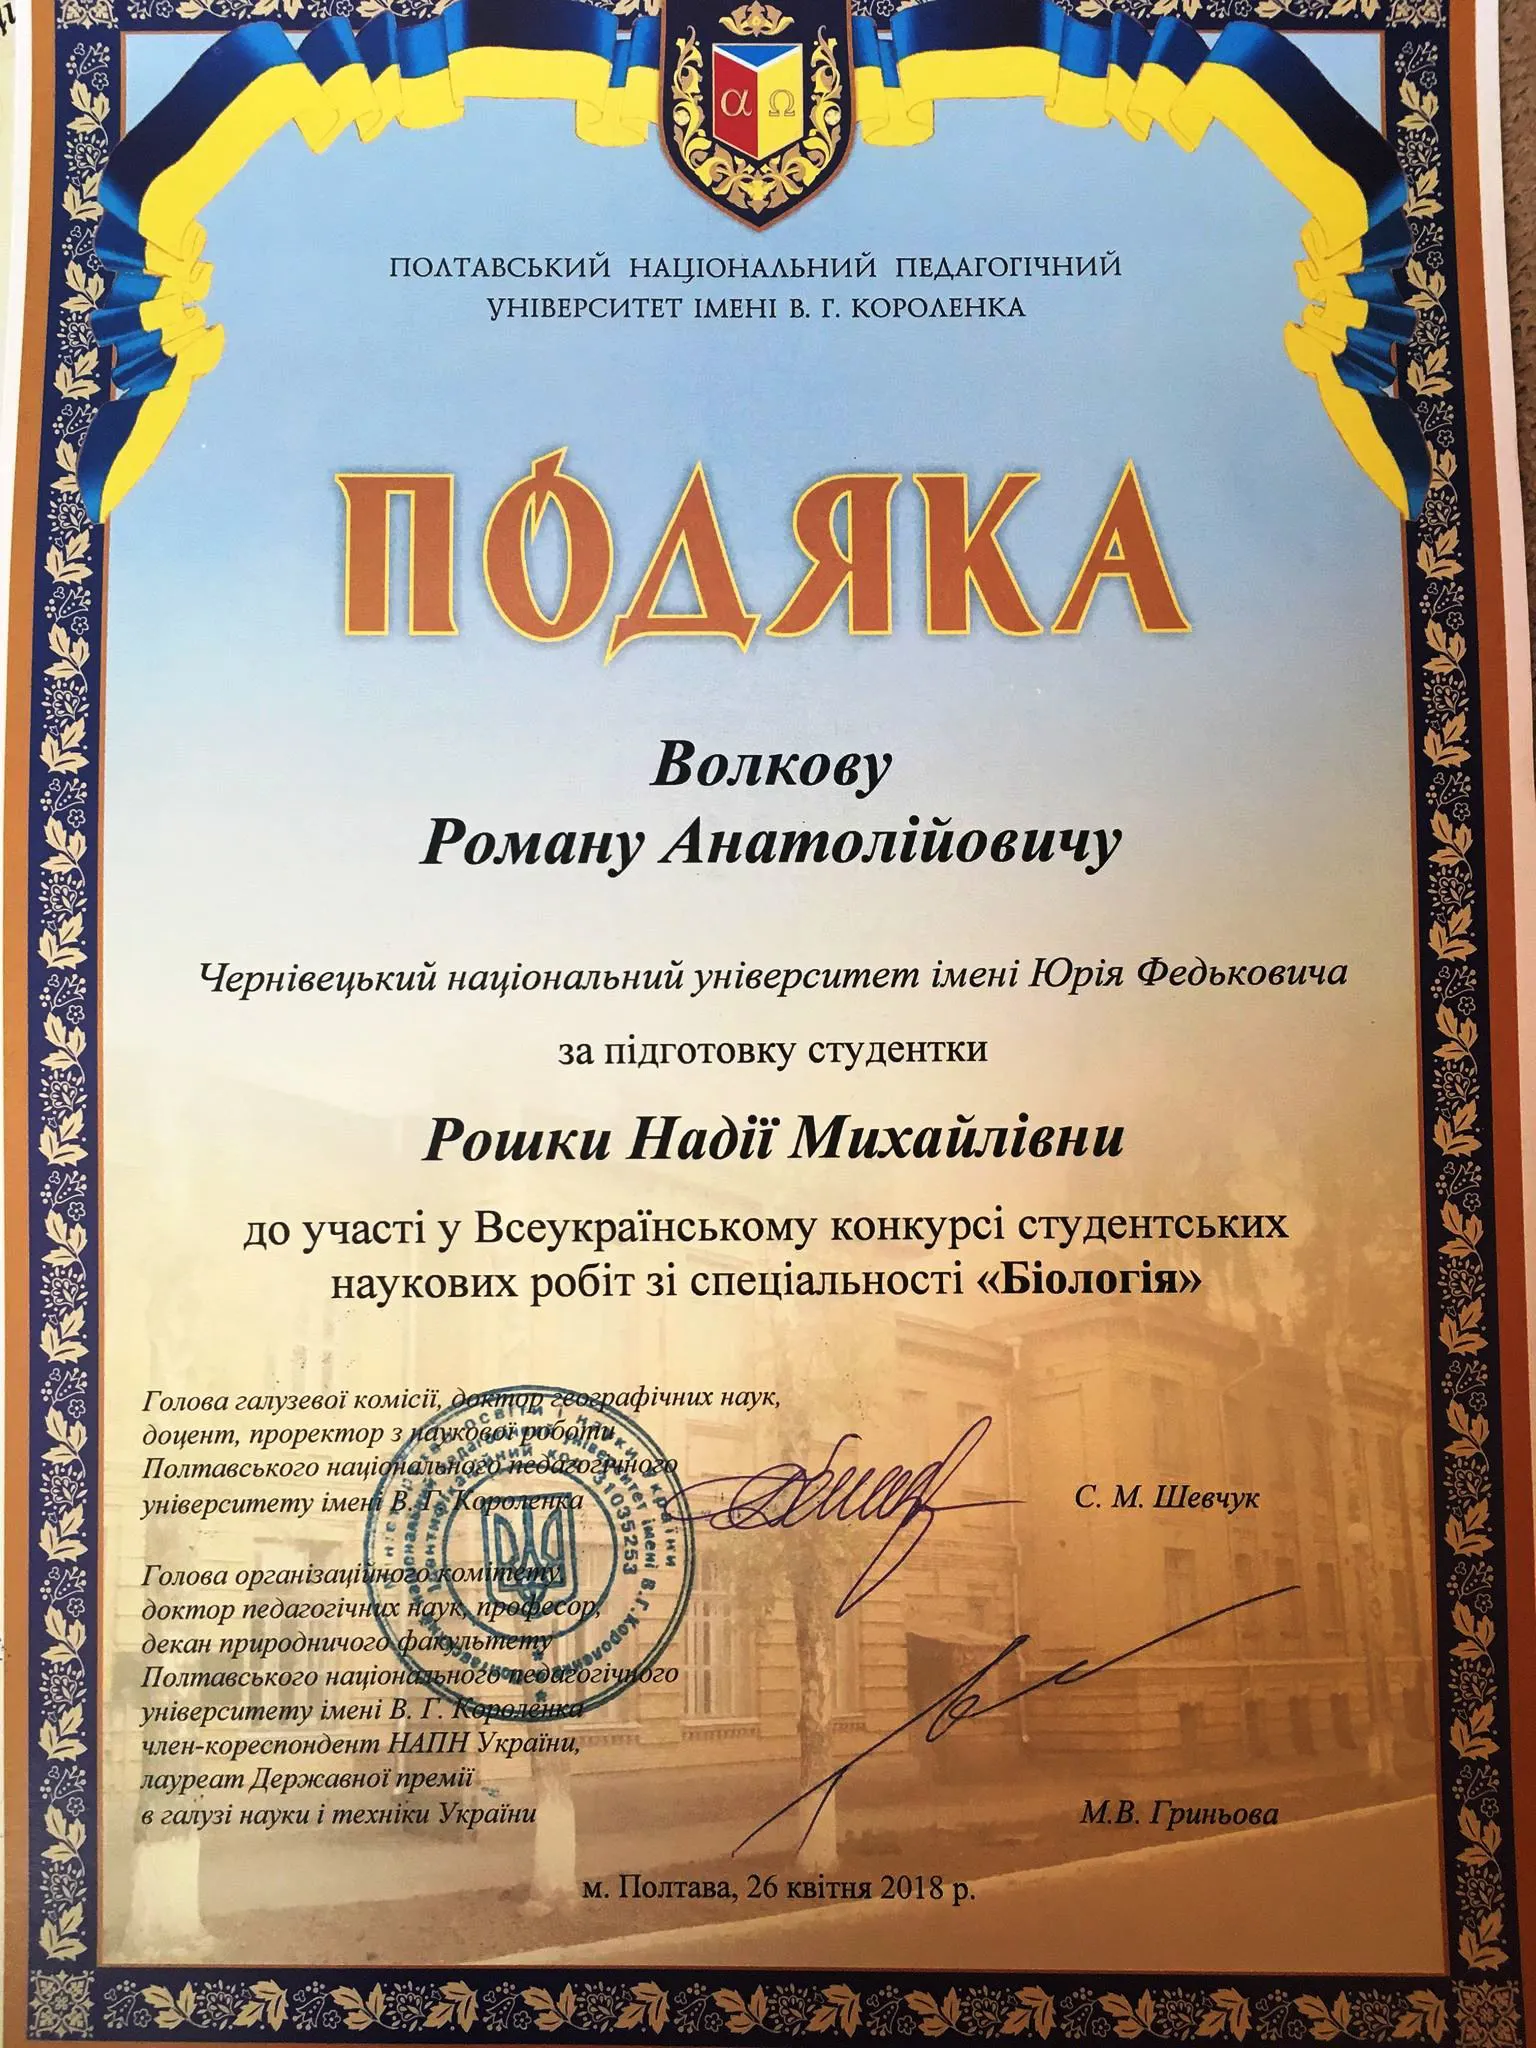 α Ω
ПОЛТАВСЬКИЙ НАЦІОНАЛЬНИЙ ПЕДАГОГІЧНИЙ
УНІВЕРСИТЕТ ІМЕНІ В. Г. КОРОЛЕНКА
ПОДЯКА
Волкову
Роману Анатолійовичу
Чернівецький національний університет імені Юрія Федьковича
за підготовку студентки
Рошки Надії Михайлівни
до участі у Всеукраїнському конкурсі студентських
наукових робіт зі спеціальності «Біологія»
Голова галузевої комісії, доктор географічних наук,
доцент, проректор з наукової роботи
Полтавського національного педагогічного
університету імені В. Г. Короленка
С. М. Шевчук
Голова організаційного комітету,
доктор педагогічних наук, професор,
декан природничого факультету
Полтавського національного педагогічного
університету імені В. Г. Короленка
член-кореспондент НАПН України,
лауреат Державної премії
в галузі науки і техніки України
М.В. Гриньова
м. Полтава, 26 квітня 2018 р.